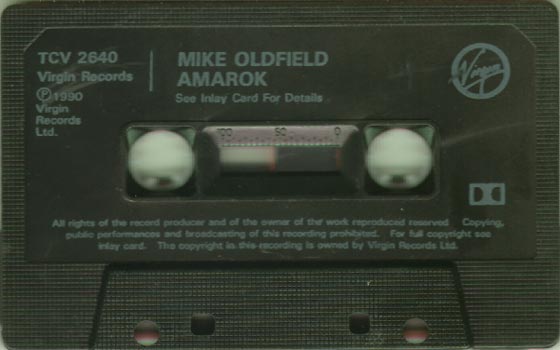 TCV 2640
Virgin Records
Ⓟ1990
Virgin
Records
Ltd.
MIKE OLDFIELD
AMAROK
See Inlay Card For Details
Virgin
100 50 0
All rights of the record producer and of the owner of the work reproduced reserved Copying,
public performances and broadcasting of this recording prohibited. For full copyright see
inlay card. The copyright in this recording is owned by Virgin Records Ltd.